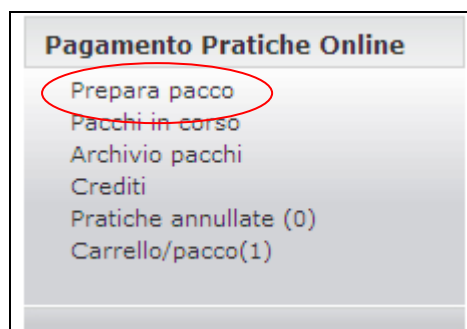 Pagamento Pratiche Online
Prepara pacco
Pacchi in corso
Archivio pacchi
Crediti
Pratiche annullate (0)
Carrello/pacco(1)